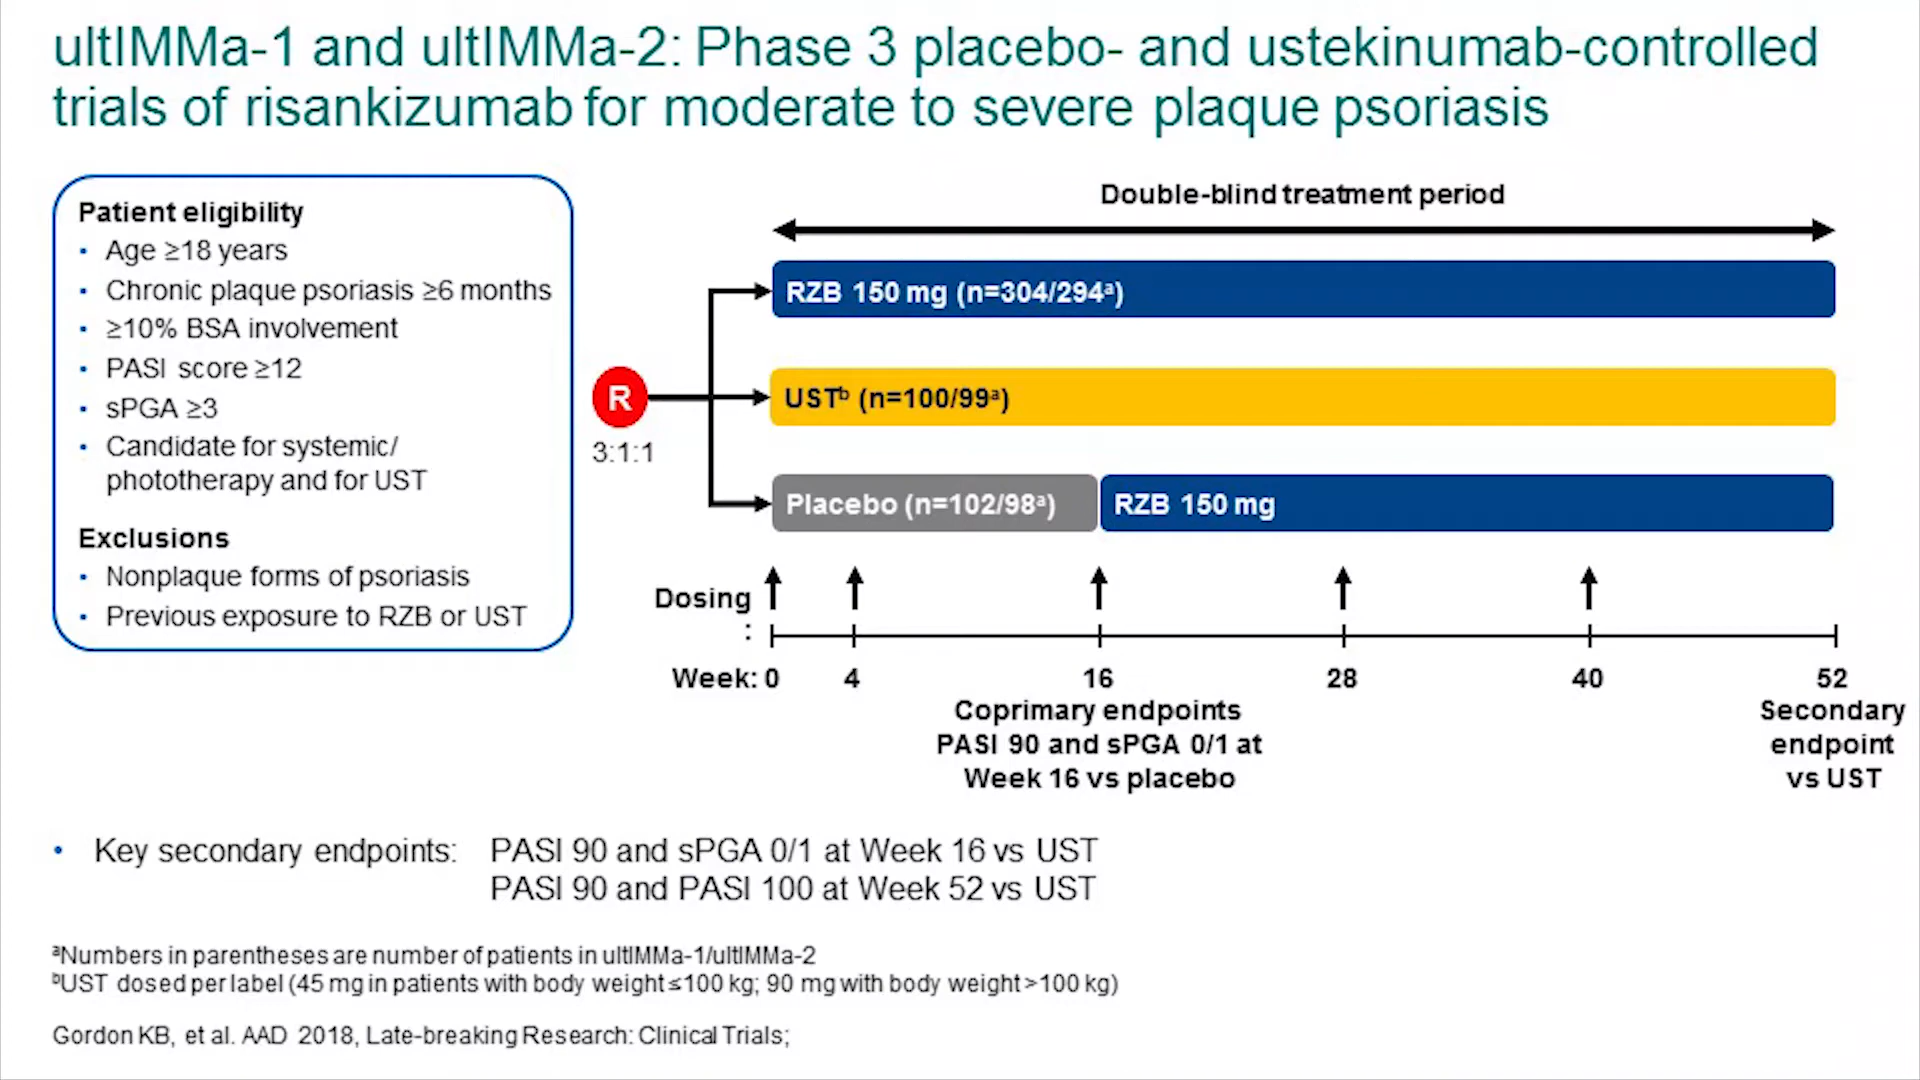 ultIMMa-1 and ultIMMa-2: Phase 3 placebo- and ustekinumab-controlled
trials of risankizumab for moderate to severe plaque psoriasis
Patient eligibility
• Age ≥18 years
• Chronic plaque psoriasis ≥6 months
• ≥10% BSA involvement
• PASI score ≥12
• sPGA ≥3
• Candidate for systemic/
phototherapy and for UST
Exclusions
• Nonplaque forms of psoriasis
• Previous exposure to RZB or UST
R
3:1:1
Double-blind treatment period
RZB 150 mg (n=304/294ᵃ)
USTᵇ (n=100/99ᵃ)
Placebo (n=102/98ᵃ)
RZB 150 mg
Dosing
:
Week: 0 4 16 28 40 52
Coprimary endpoints
PASI 90 and sPGA 0/1 at
Week 16 vs placebo
Secondary
endpoint
vs UST
• Key secondary endpoints: PASI 90 and sPGA 0/1 at Week 16 vs UST
PASI 90 and PASI 100 at Week 52 vs UST
ᵃNumbers in parentheses are number of patients in ultIMMa-1/ultIMMa-2
ᵇUST dosed per label (45 mg in patients with body weight ≤100 kg; 90 mg with body weight >100 kg)
Gordon KB, et al. AAD 2018, Late-breaking Research: Clinical Trials;